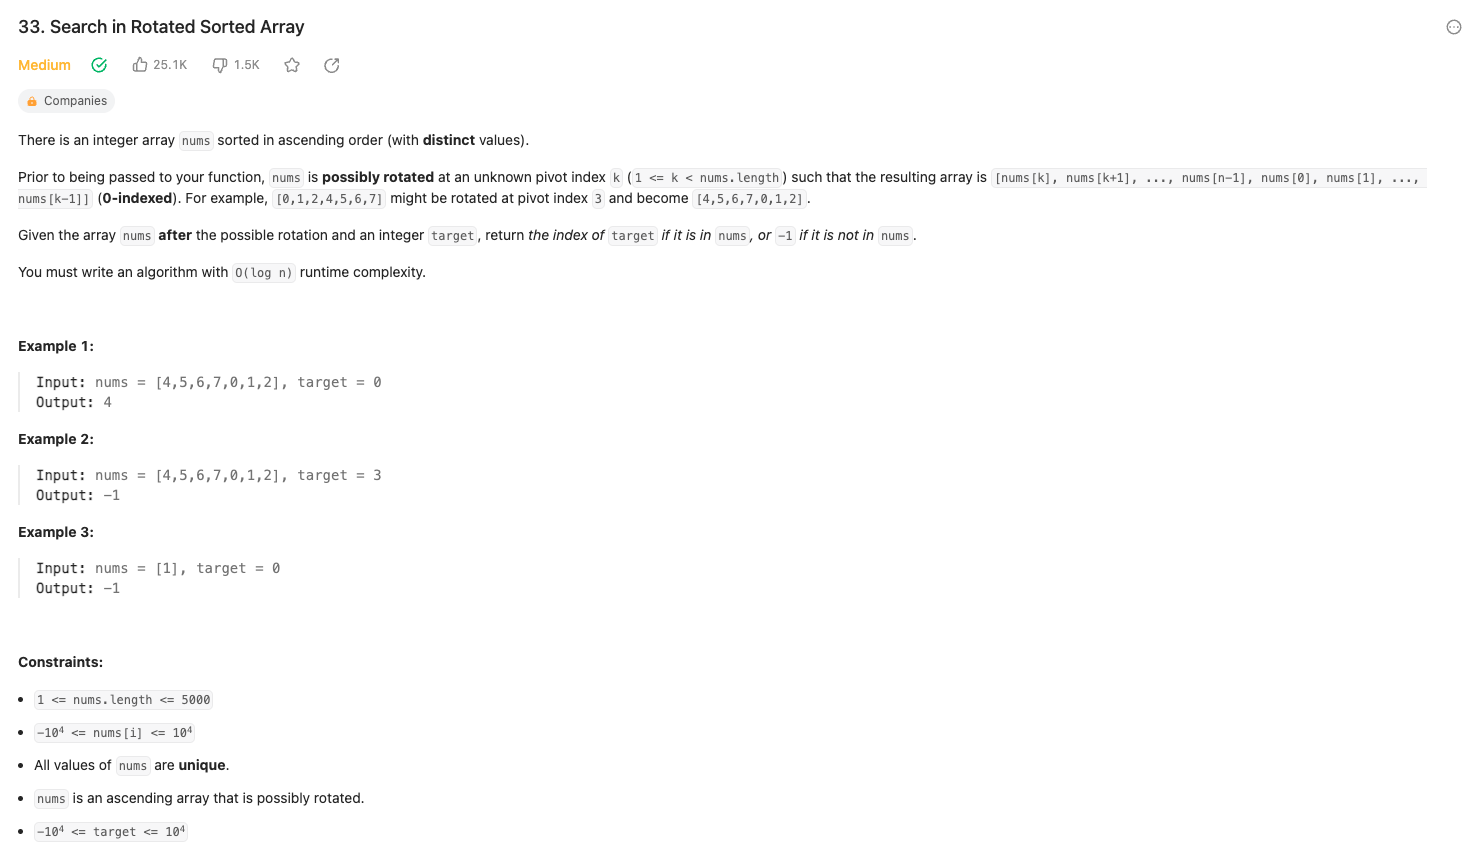 33. Search in Rotated Sorted Array
Medium 25.1K 1.5K
Companies
There is an integer array nums sorted in ascending order (with distinct values).
Prior to being passed to your function, nums is possibly rotated at an unknown pivot index k (1 <= k < nums.length) such that the resulting array is [nums[k], nums[k+1], ..., nums[n-1], nums[0], nums[1], ...,
nums[k-1]] (0-indexed). For example, [0,1,2,4,5,6,7] might be rotated at pivot index 3 and become [4,5,6,7,0,1,2].
Given the array nums after the possible rotation and an integer target, return the index of target if it is in nums, or -1 if it is not in nums.
You must write an algorithm with O(log n) runtime complexity.
Example 1:
Input: nums = [4,5,6,7,0,1,2], target = 0
Output: 4
Example 2:
Input: nums = [4,5,6,7,0,1,2], target = 3
Output: -1
Example 3:
Input: nums = [1], target = 0
Output: -1
Constraints:
• 1 <= nums.length <= 5000
• -10⁴ <= nums[i] <= 10⁴
• All values of nums are unique.
• nums is an ascending array that is possibly rotated.
• -10⁴ <= target <= 10⁴